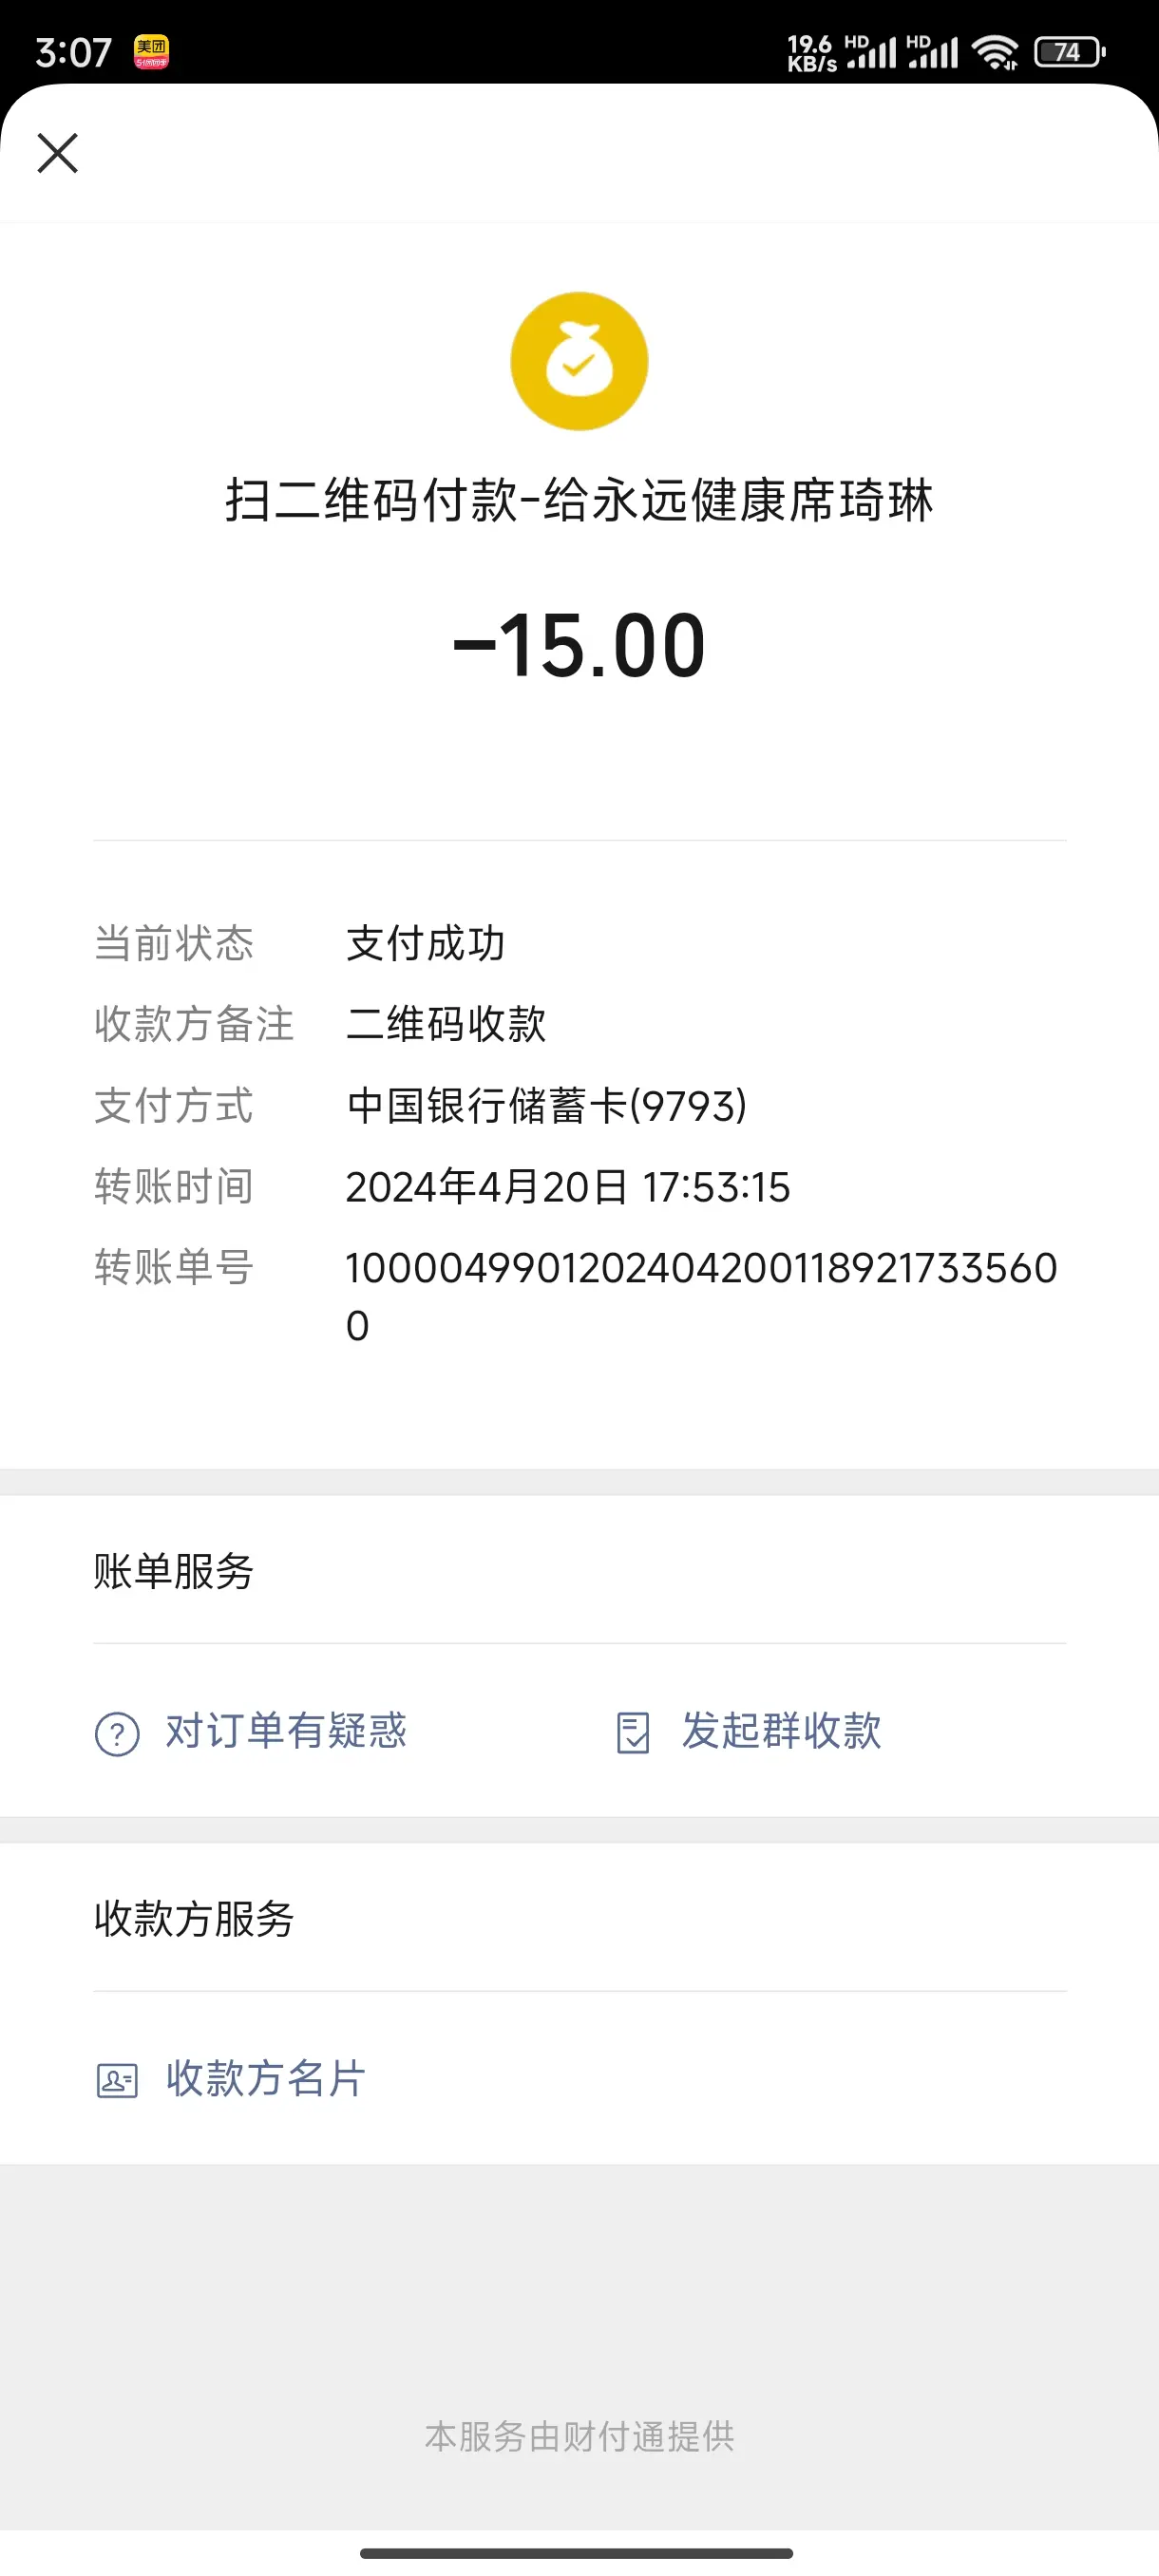 3:07 美团 19.6 KB/s HD HD 74
扫二维码付款-给永远健康席琦琳
-15.00
当前状态 支付成功
收款方备注 二维码收款
支付方式 中国银行储蓄卡(9793)
转账时间 2024年4月20日 17:53:15
转账单号 1000049901202404200118921733560
0
账单服务
对订单有疑惑 发起群收款
收款方服务
收款方名片
本服务由财付通提供